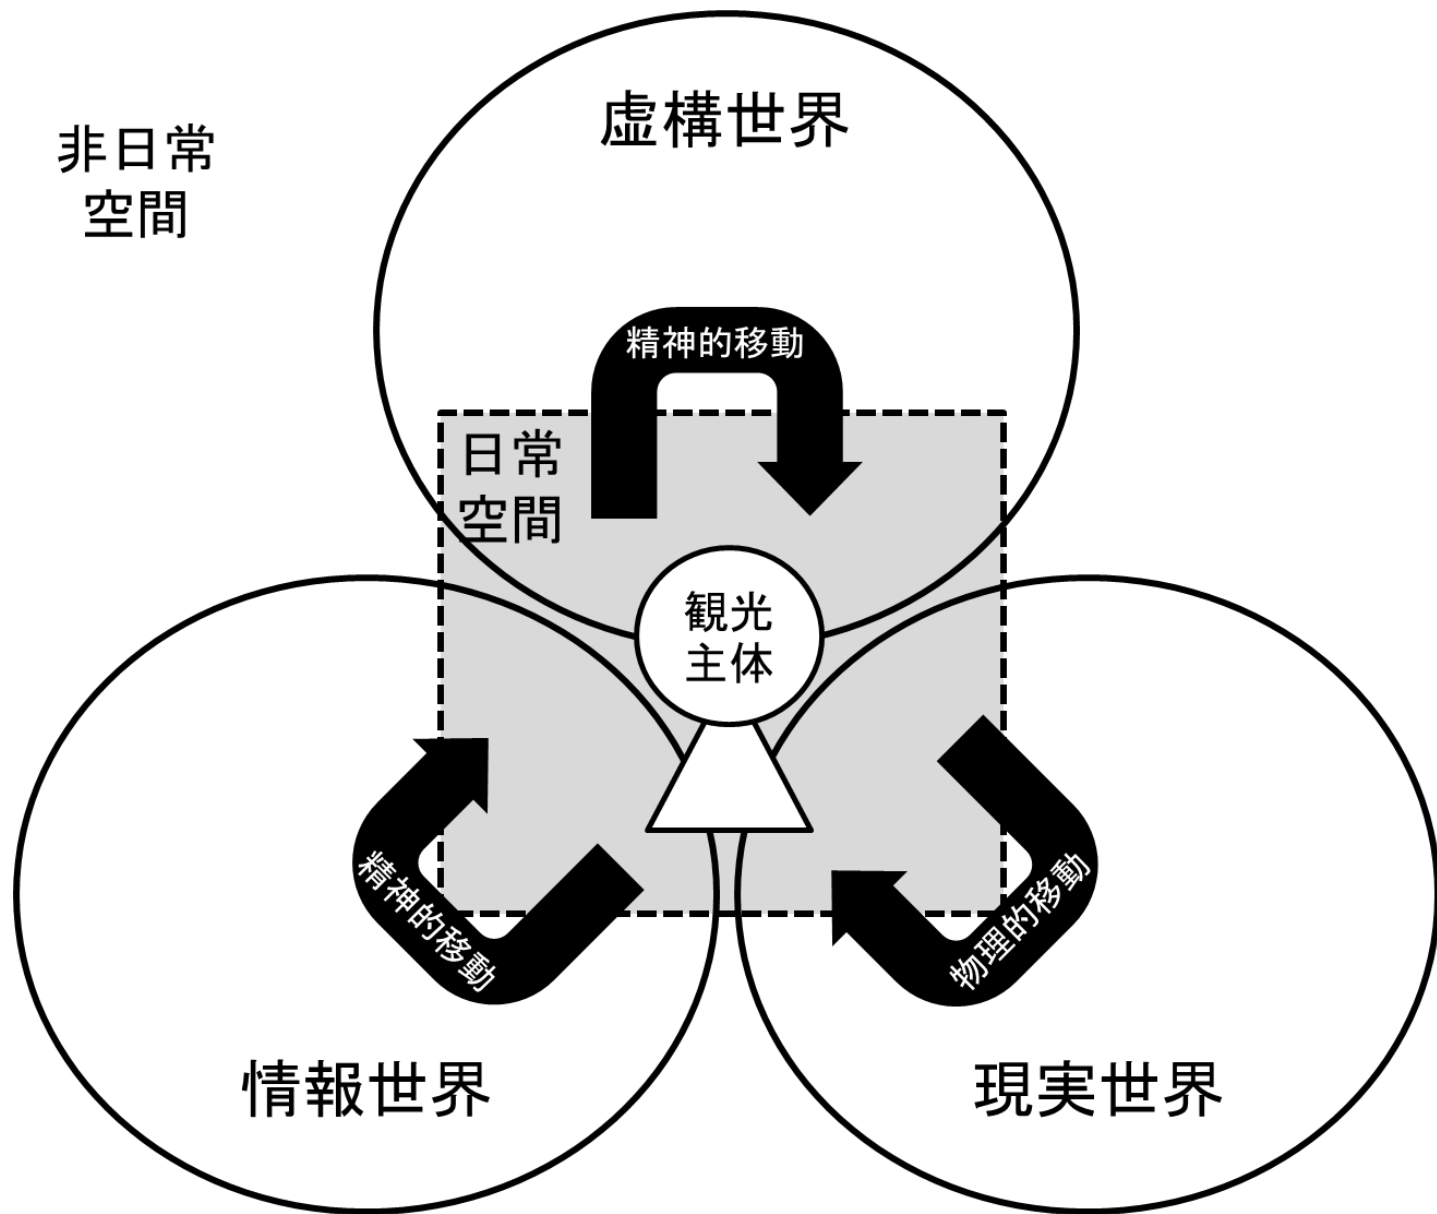 虚構世界
非日常
空間
精神的移動
日常
空間
観光
主体
精神的移動
物理的移動
情報世界
現実世界